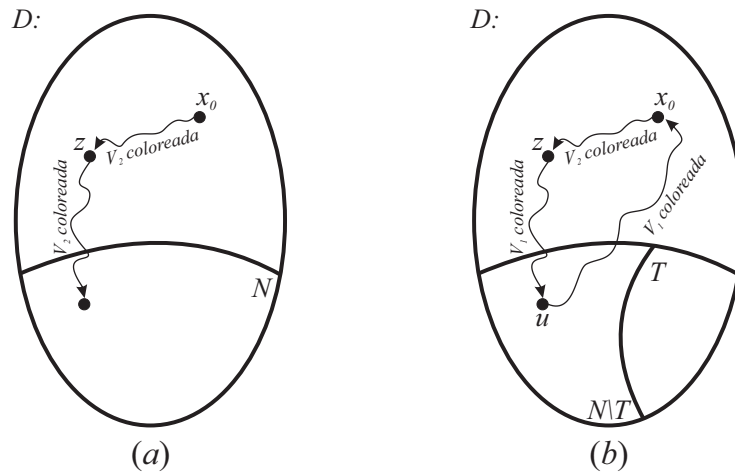 D:
x₀
z
V₂ coloreada
V₂ coloreada
N
(a)
D:
x₀
z
V₂ coloreada
V₁ coloreada
V₁ coloreada
T
u
N\T
(b)